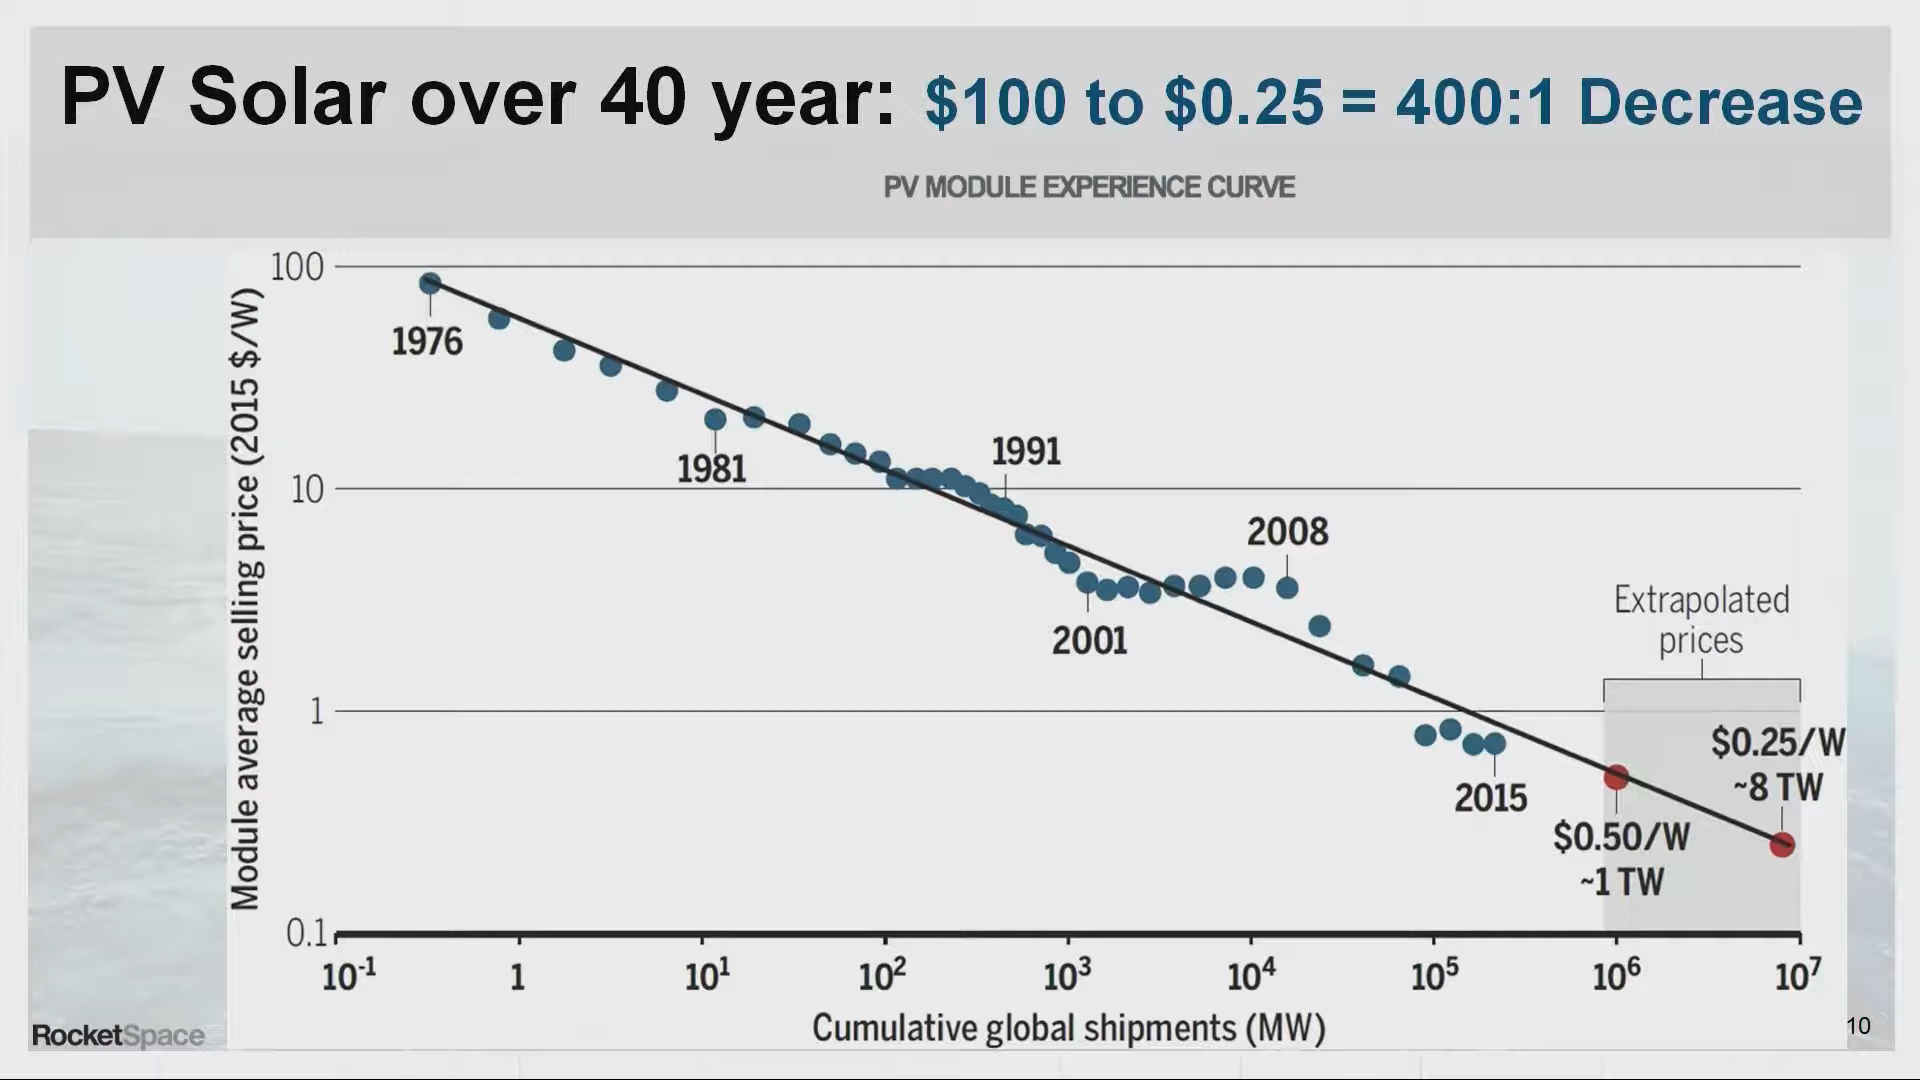 PV Solar over 40 year: $100 to $0.25 = 400:1 Decrease
PV MODULE EXPERIENCE CURVE
Module average selling price (2015 $/W)
100
10
1
0.1
1976
1981
1991
2001
2008
2015
Extrapolated
prices
$0.25/W
~8 TW
$0.50/W
~1 TW
10⁻¹ 1 10¹ 10² 10³ 10⁴ 10⁵ 10⁶ 10⁷
Cumulative global shipments (MW)
RocketSpace
10